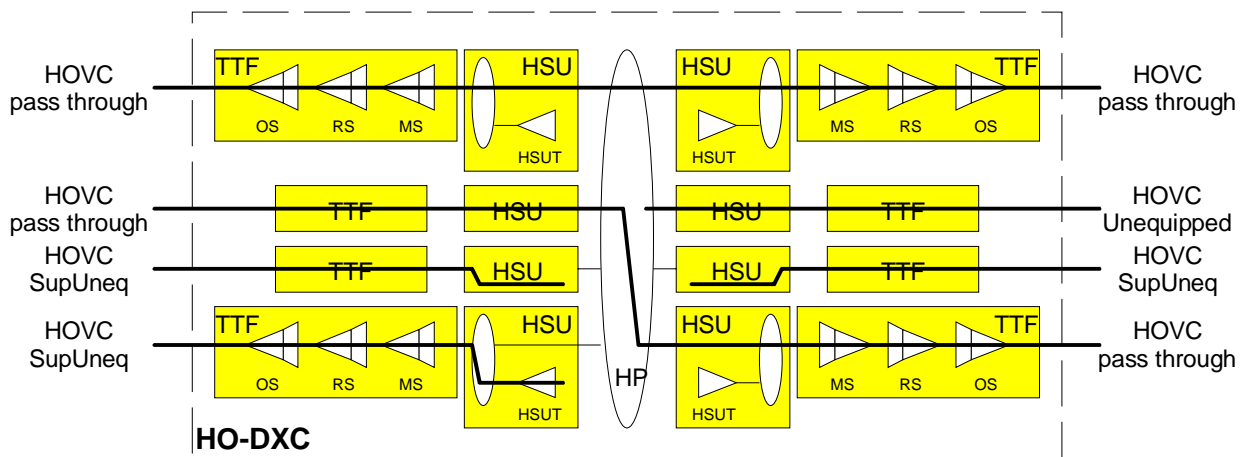 TTF
HSU
HSU
TTF
HOVC
pass through
HOVC
pass through
OS
RS
MS
HSUT
HSUT
MS
RS
OS
HOVC
pass through
TTF
HSU
HSU
TTF
HOVC
Unequipped
HOVC
SupUneq
TTF
HSU
HSU
TTF
HOVC
SupUneq
TTF
HSU
HSU
TTF
HOVC
SupUneq
HOVC
pass through
OS
RS
MS
HSUT
HP
HSUT
MS
RS
OS
HO-DXC